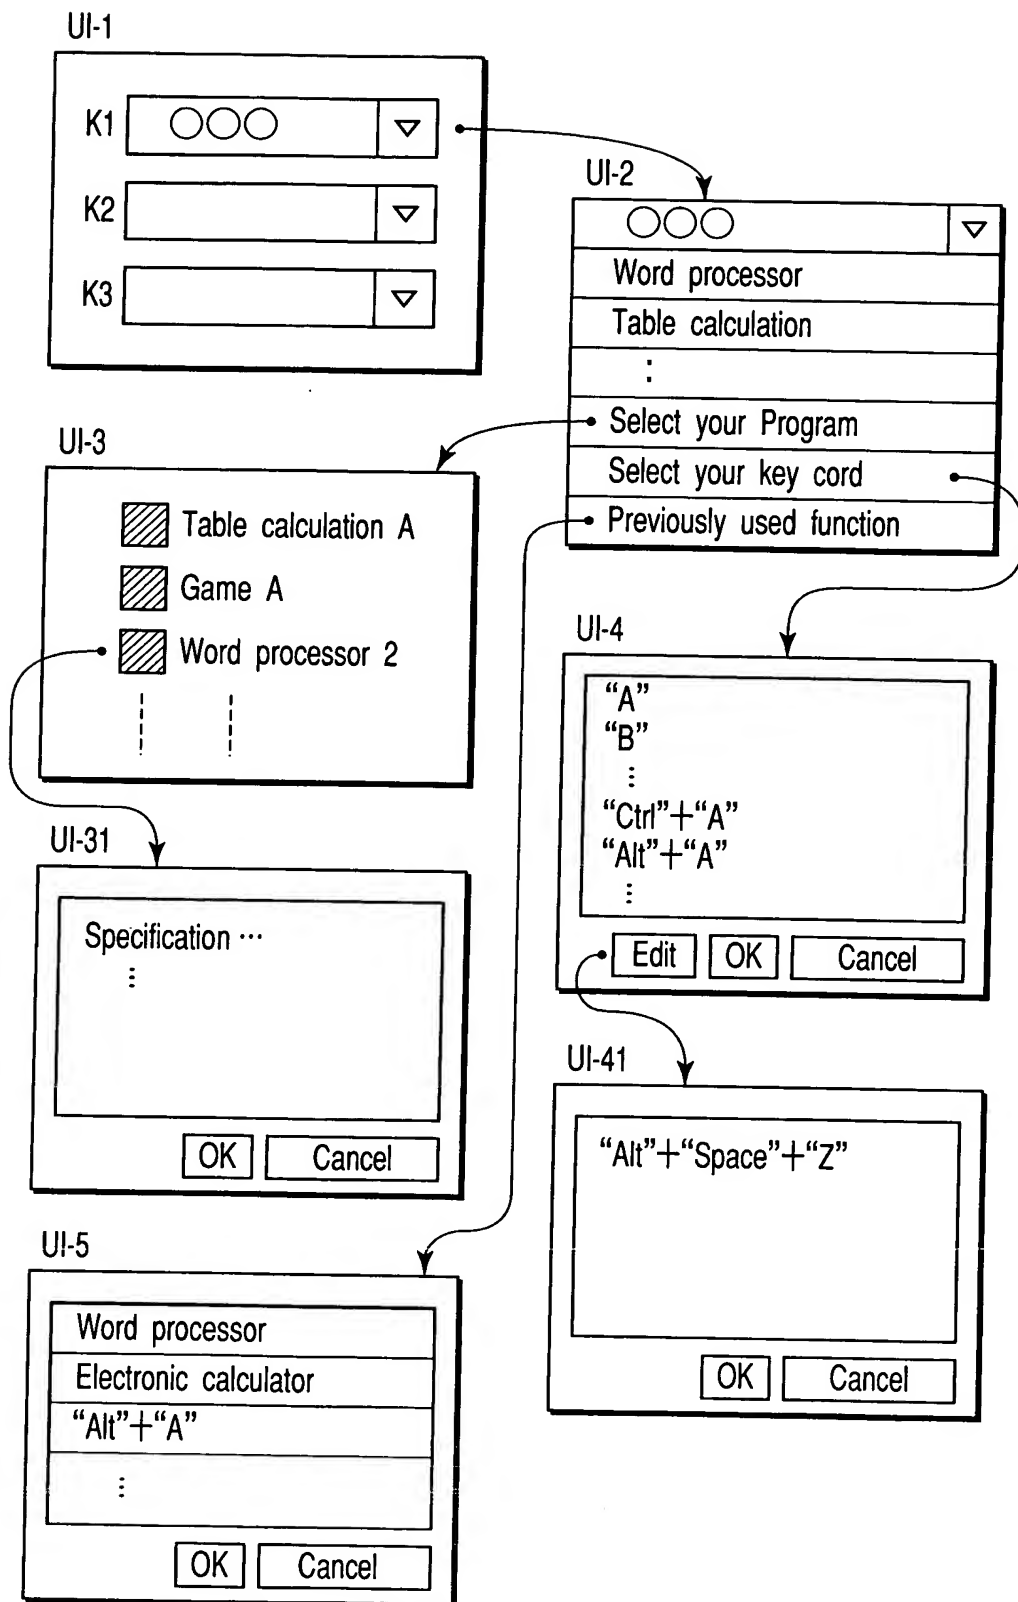 UI-1
K1 ○○○ ▽
K2 ▽
K3 ▽
UI-2
○○○ ▽
Word processor
Table calculation
:
Select your Program
Select your key cord
Previously used function
UI-3
Table calculation A
Game A
Word processor 2
UI-31
Specification ...
⋮
OK Cancel
UI-4
“A”
“B”
⋮
“Ctrl”+“A”
“Alt”+“A”
⋮
Edit OK Cancel
UI-41
“Alt”+“Space”+“Z”
OK Cancel
UI-5
Word processor
Electronic calculator
“Alt”+“A”
⋮
OK Cancel